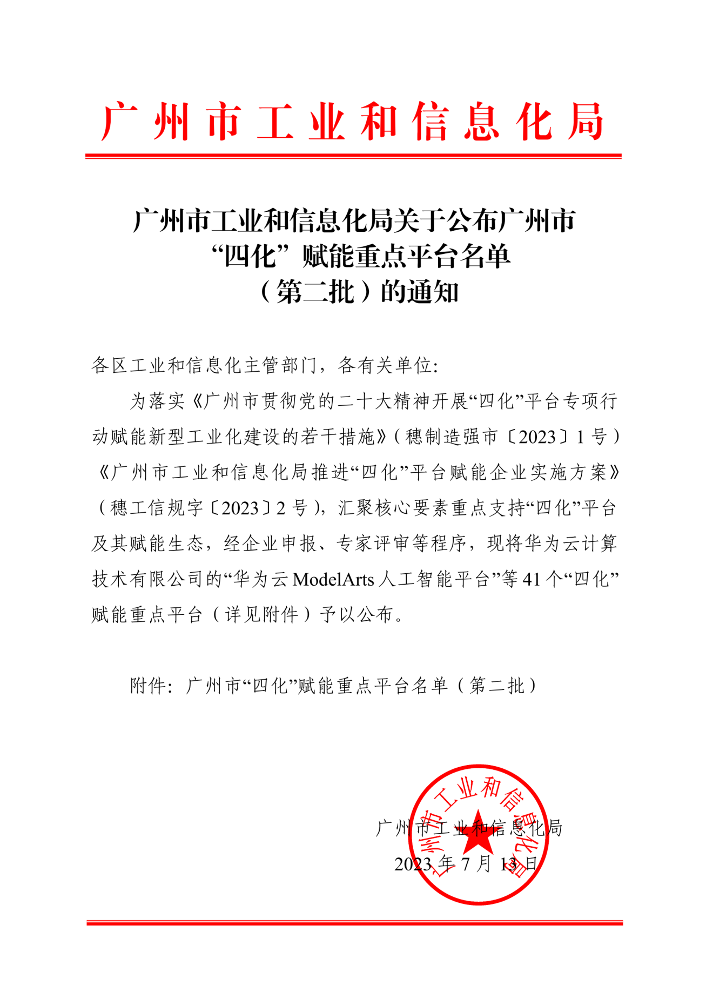 广州市工业和信息化局
广州市工业和信息化局关于公布广州市
“四化”赋能重点平台名单
（第二批）的通知
各区工业和信息化主管部门，各有关单位：
为落实《广州市贯彻党的二十大精神开展“四化”平台专项行
动赋能新型工业化建设的若干措施》（穗制造强市〔2023〕1号）
《广州市工业和信息化局推进“四化”平台赋能企业实施方案》
（穗工信规字〔2023〕2号），汇聚核心要素重点支持“四化”平台
及其赋能生态，经企业申报、专家评审等程序，现将华为云计算
技术有限公司的“华为云ModelArts人工智能平台”等41个“四化”
赋能重点平台（详见附件）予以公布。
附件：广州市“四化”赋能重点平台名单（第二批）
广州市工业和信息化局
广州市工业和信息化局
2023年7月13日